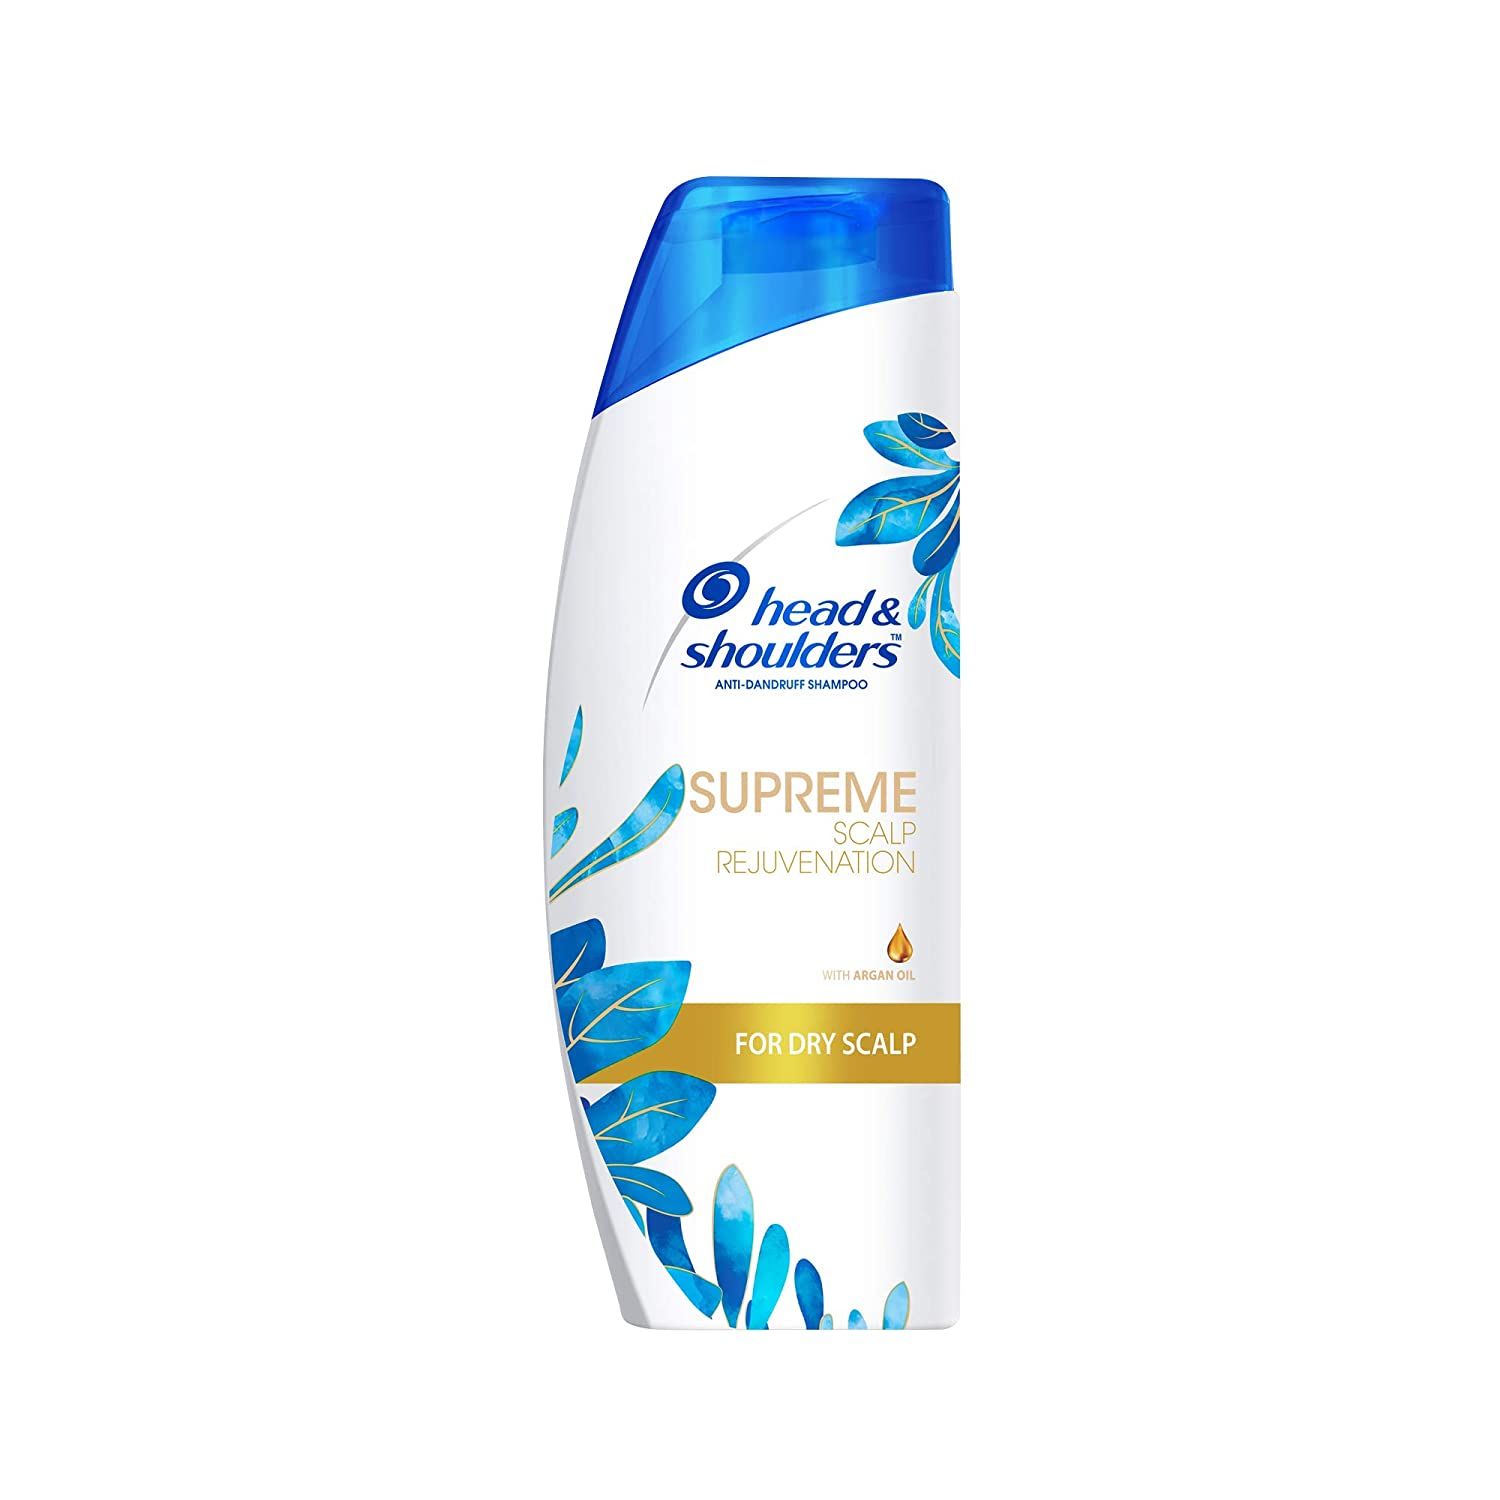 head &
shoulders™
ANTI-DANDRUFF SHAMPOO
SUPREME
SCALP
REJUVENATION
WITH ARGAN OIL
FOR DRY SCALP